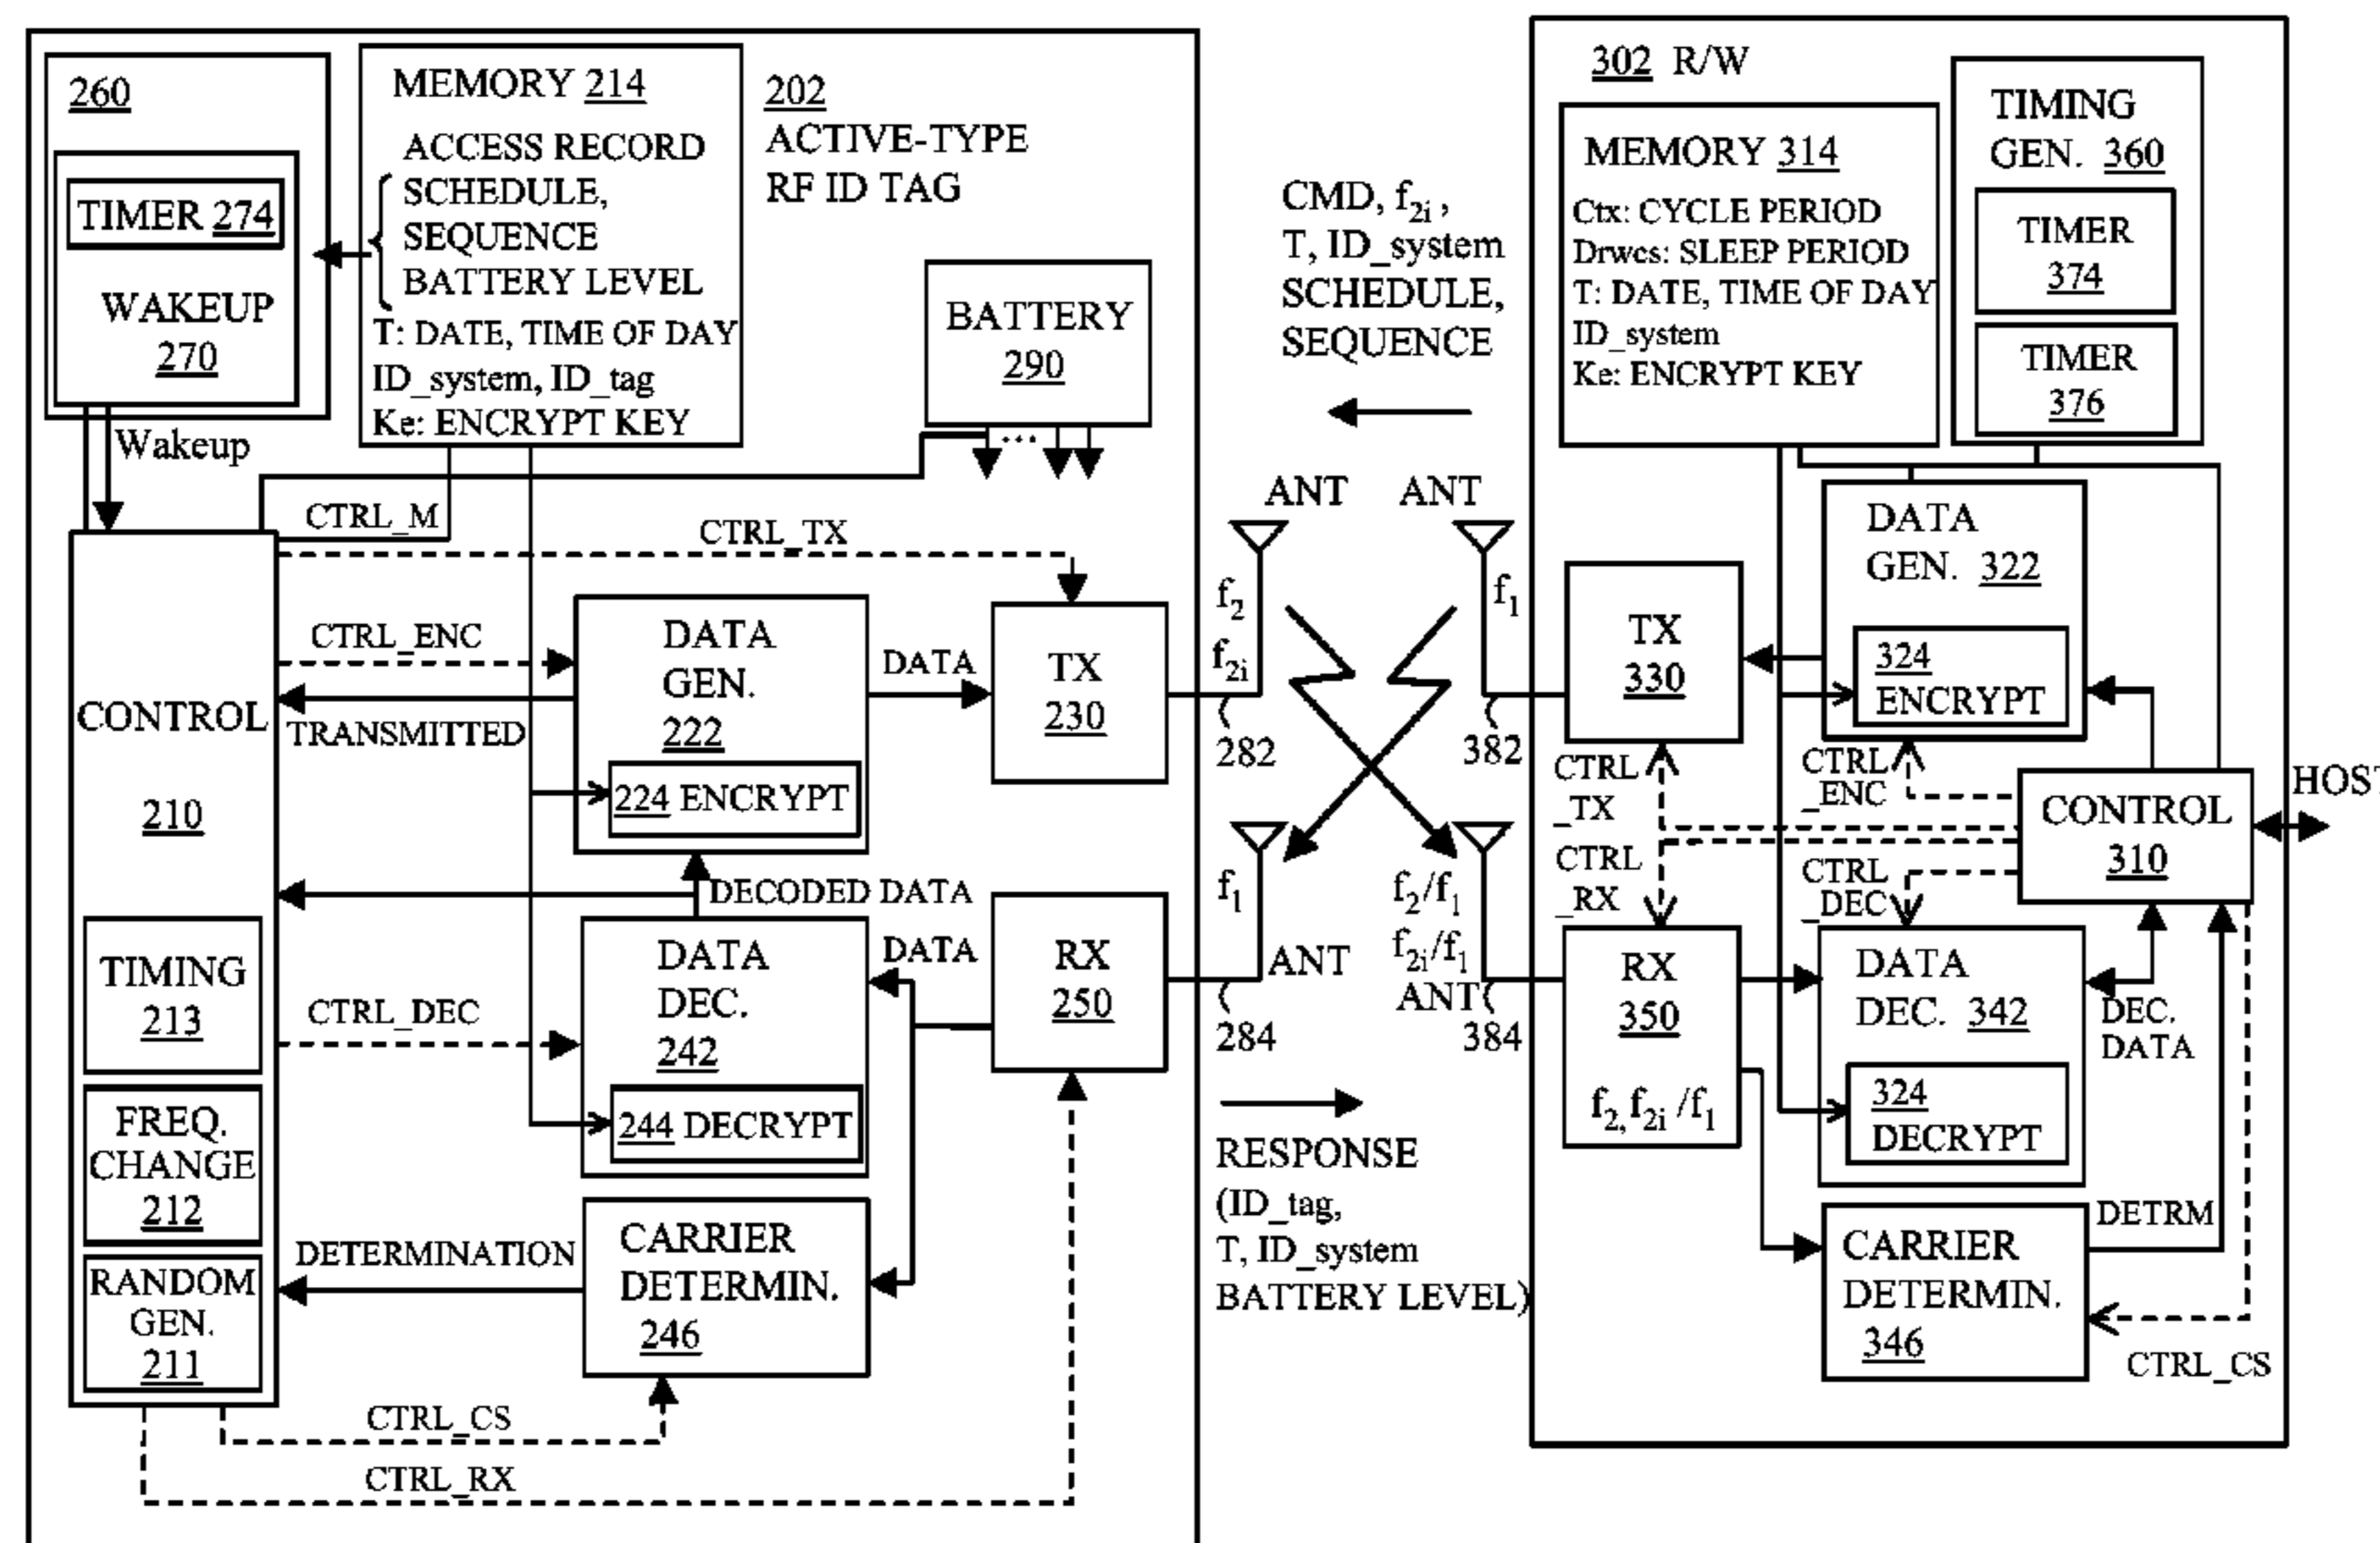 260
TIMER 274
WAKEUP
270
Wakeup
MEMORY 214
ACCESS RECORD
SCHEDULE,
SEQUENCE
BATTERY LEVEL
T: DATE, TIME OF DAY
ID_system, ID_tag
Ke: ENCRYPT KEY
202
ACTIVE-TYPE
RF ID TAG
BATTERY
290
...
CTRL_M
CTRL_TX
CTRL_ENC
TRANSMITTED
CONTROL
210
DATA
GEN.
222
224 ENCRYPT
DATA
TX
230
DECODED DATA
TIMING
213
CTRL_DEC
DATA
DEC.
242
244 DECRYPT
DATA
RX
250
FREQ.
CHANGE
212
RANDOM
GEN.
211
DETERMINATION
CARRIER
DETERMIN.
246
CTRL_CS
CTRL_RX
CMD, f2i,
T, ID_system
SCHEDULE,
SEQUENCE
ANT
ANT
f2
f2i
f1
282
382
f1
ANT
284
f2/f1
f2i/f1
ANT
384
RESPONSE
(ID_tag,
T, ID_system
BATTERY LEVEL)
302 R/W
MEMORY 314
Ctx: CYCLE PERIOD
Drwcs: SLEEP PERIOD
T: DATE, TIME OF DAY
ID_system
Ke: ENCRYPT KEY
TIMING
GEN. 360
TIMER
374
TIMER
376
DATA
GEN. 322
324
ENCRYPT
TX
330
CTRL
_TX
CTRL
_ENC
CONTROL
310
HOST
CTRL
_RX
CTRL
_DEC
RX
350
f2, f2i /f1
DATA
DEC. 342
324
DECRYPT
DEC.
DATA
DETRM
CARRIER
DETERMIN.
346
CTRL_CS